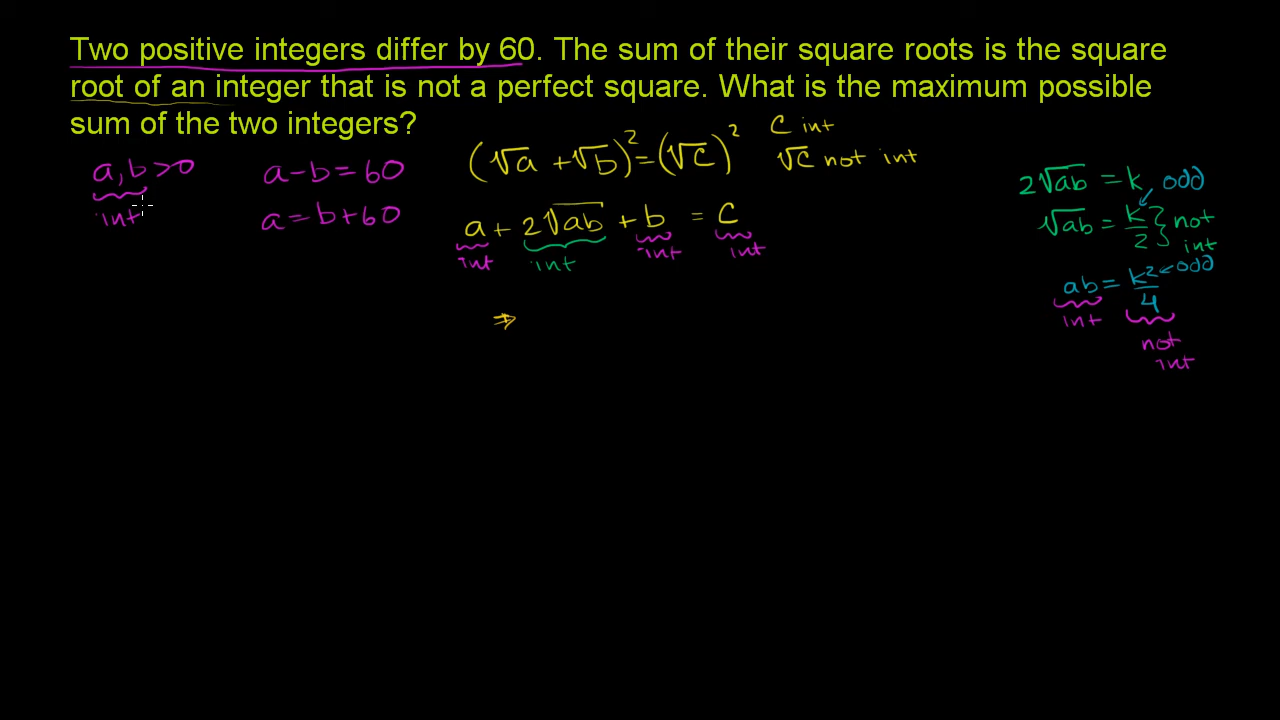 Two positive integers differ by 60. The sum of their square roots is the square
root of an integer that is not a perfect square. What is the maximum possible
sum of the two integers?
a, b > 0
int
a - b = 60
a = b + 60
(√a + √b)² = (√c)²
c int
√c not int
a + 2√ab + b = c
int int int int
⇒
2√ab = k
odd
√ab = k/2 } not int
ab = k²/4
odd
int
not
int